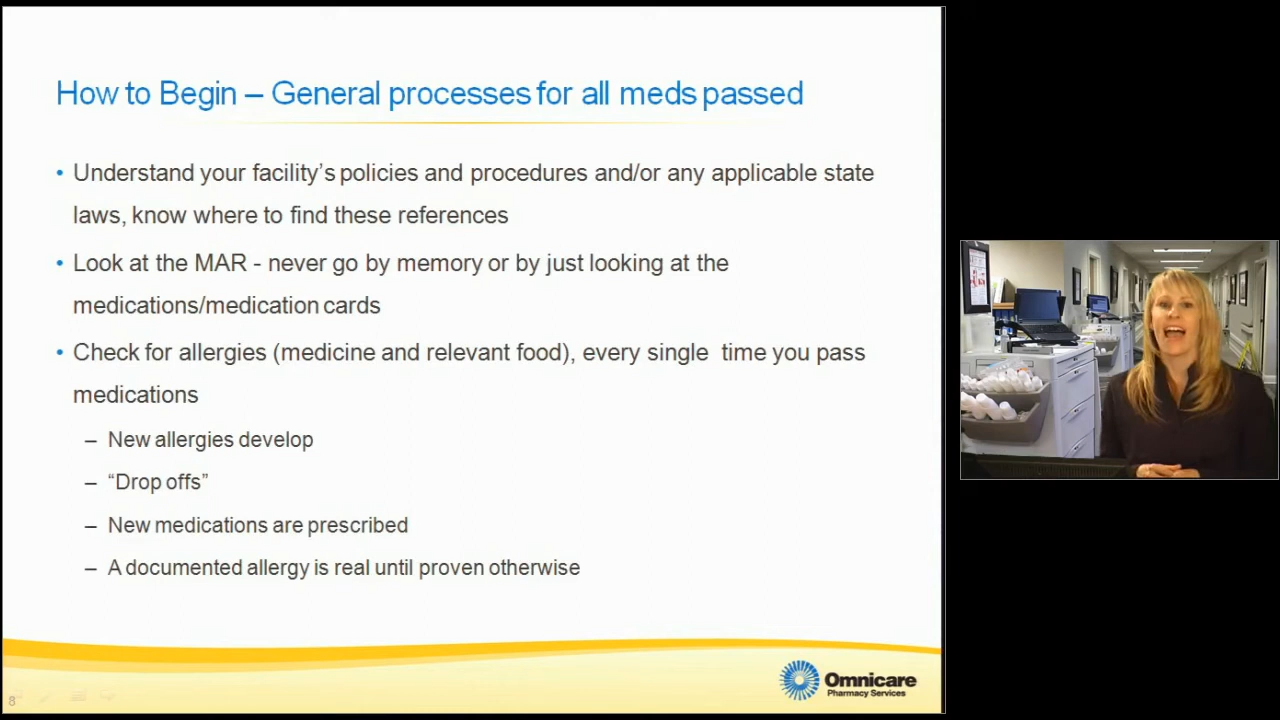 How to Begin – General processes for all meds passed
• Understand your facility’s policies and procedures and/or any applicable state
laws, know where to find these references
• Look at the MAR - never go by memory or by just looking at the
medications/medication cards
• Check for allergies (medicine and relevant food), every single time you pass
medications
– New allergies develop
– “Drop offs”
– New medications are prescribed
– A documented allergy is real until proven otherwise
8
Omnicare
Pharmacy Services